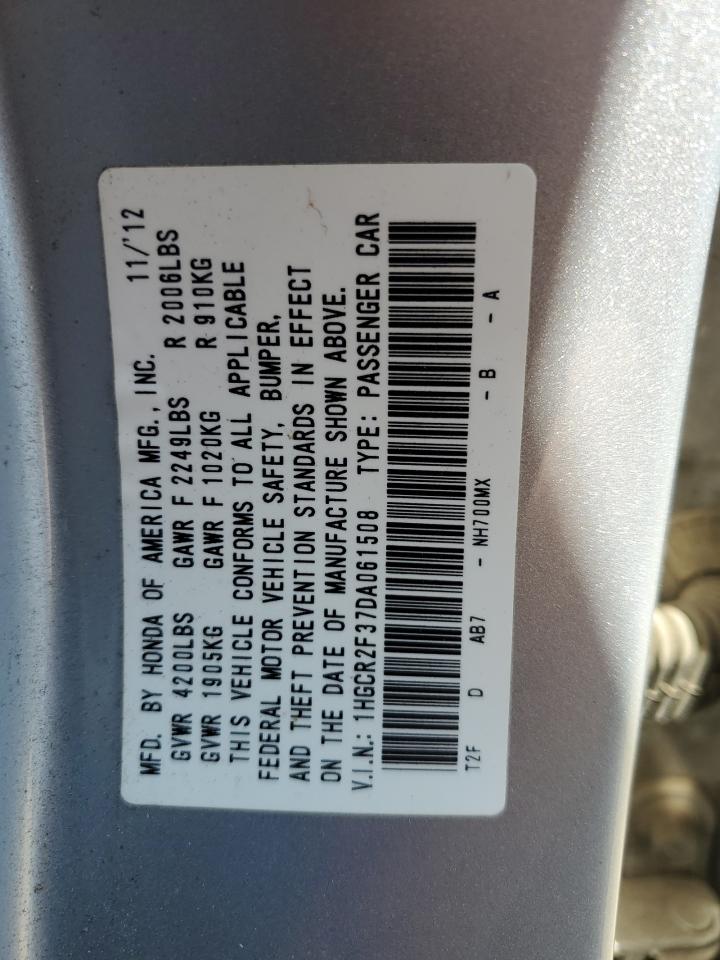 MFD. BY HONDA OF AMERICA MFG., INC. 11/'12
GVWR 4200LBS GAWR F 2249LBS R 2006LBS
GVWR 1905KG GAWR F 1020KG R 910KG
THIS VEHICLE CONFORMS TO ALL APPLICABLE
FEDERAL MOTOR VEHICLE SAFETY, BUMPER,
AND THEFT PREVENTION STANDARDS IN EFFECT
ON THE DATE OF MANUFACTURE SHOWN ABOVE.
V.I.N.: 1HGCR2F37DA061508 TYPE: PASSENGER CAR
T2F D AB7 - NH700MX - B - A